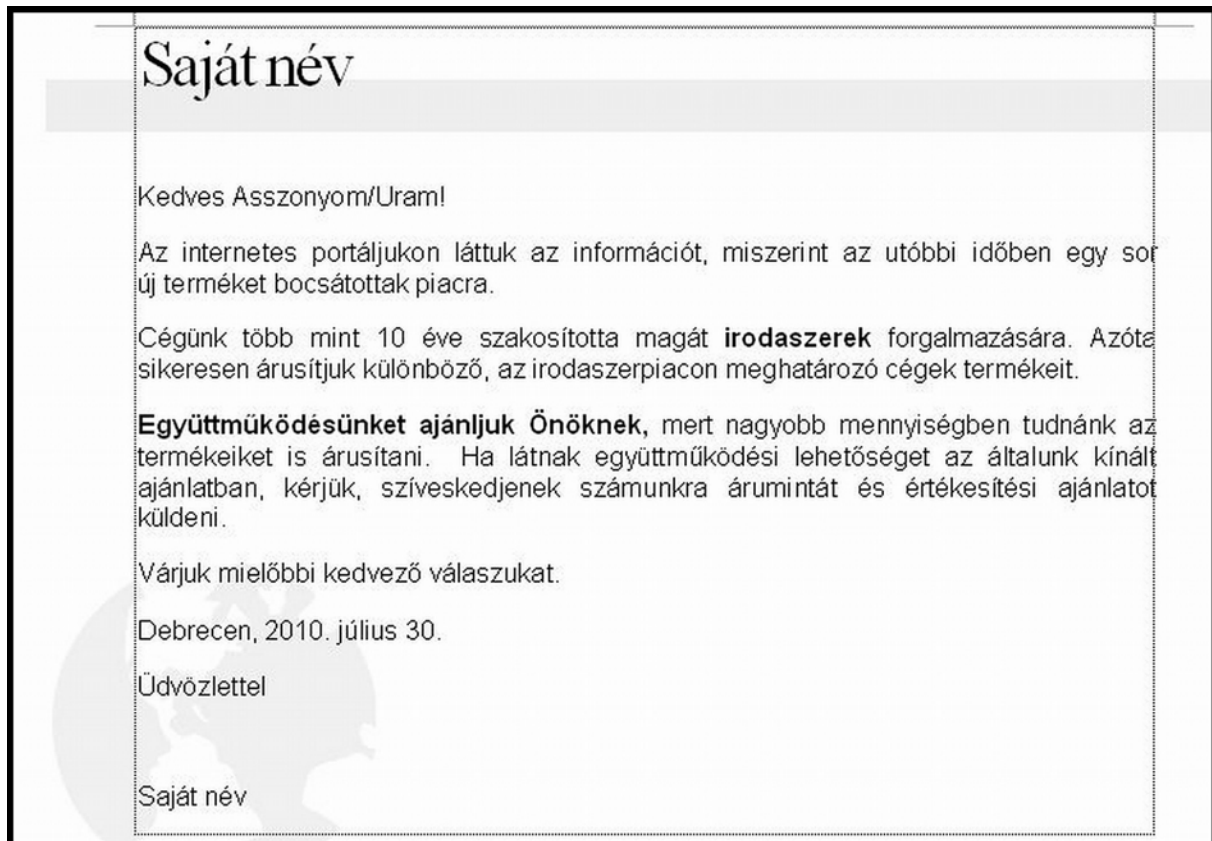 Saját név
Kedves Asszonyom/Uram!
Az internetes portáljukon láttuk az információt, miszerint az utóbbi időben egy sor
új terméket bocsátottak piacra.
Cégünk több mint 10 éve szakosította magát irodaszerek forgalmazására. Azóta
sikeresen árusítjuk különböző, az irodaszerpiacon meghatározó cégek termékeit.
Együttműködésünket ajánljuk Önöknek, mert nagyobb mennyiségben tudnánk az
termékeiket is árusítani.  Ha látnak együttműködési lehetőséget az általunk kínált
ajánlatban, kérjük, szíveskedjenek számunkra árumintát és értékesítési ajánlatot
küldeni.
Várjuk mielőbbi kedvező válaszukat.
Debrecen, 2010. július 30.
Üdvözlettel
Saját név